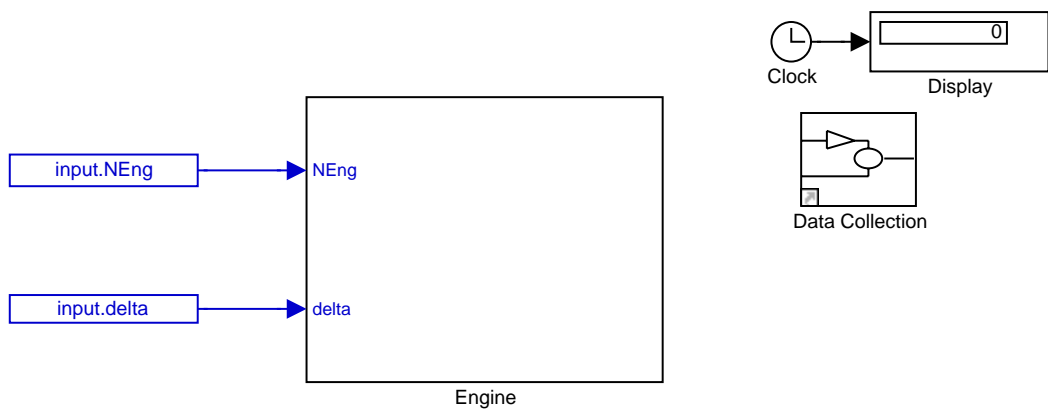 0
Clock
Display
input.NEng
NEng
Data Collection
input.delta
delta
Engine